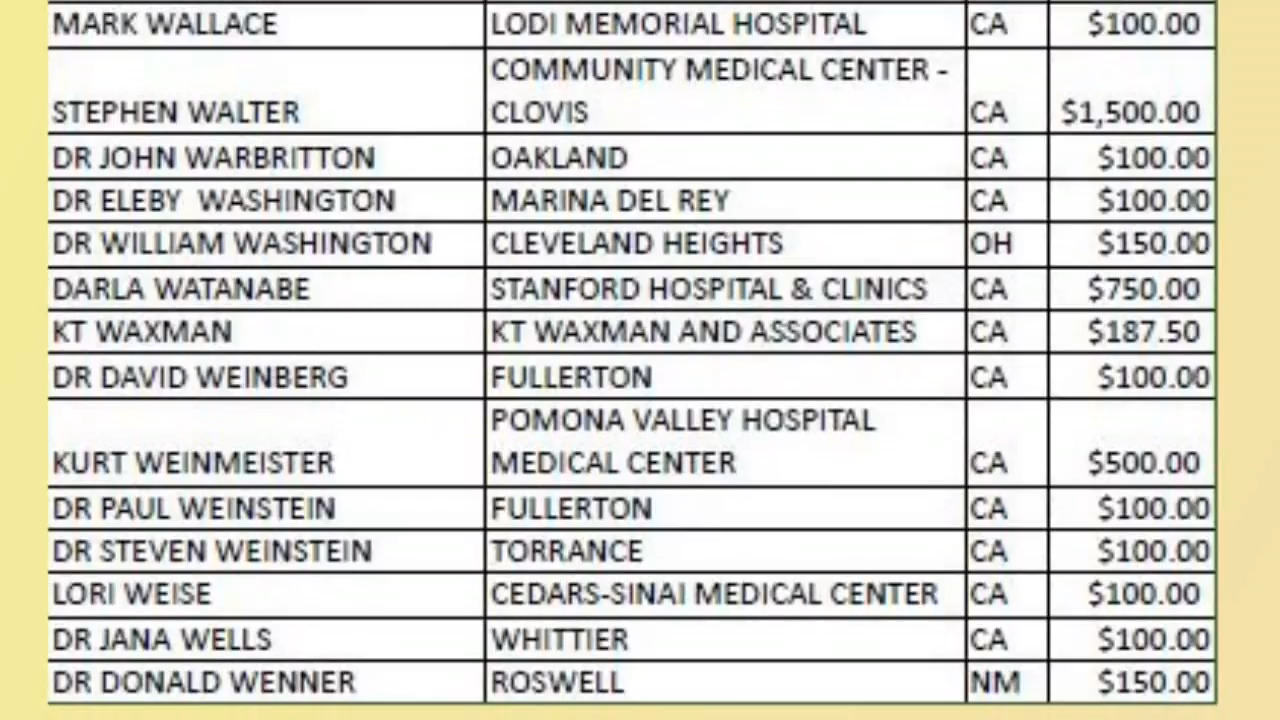 MARK WALLACE LODI MEMORIAL HOSPITAL CA $100.00
COMMUNITY MEDICAL CENTER -
STEPHEN WALTER CLOVIS CA $1,500.00
DR JOHN WARBRITTON OAKLAND CA $100.00
DR ELEBY  WASHINGTON MARINA DEL REY CA $100.00
DR WILLIAM WASHINGTON CLEVELAND HEIGHTS OH $150.00
DARLA WATANABE STANFORD HOSPITAL & CLINICS CA $750.00
KT WAXMAN KT WAXMAN AND ASSOCIATES CA $187.50
DR DAVID WEINBERG FULLERTON CA $100.00
POMONA VALLEY HOSPITAL
KURT WEINMEISTER MEDICAL CENTER CA $500.00
DR PAUL WEINSTEIN FULLERTON CA $100.00
DR STEVEN WEINSTEIN TORRANCE CA $100.00
LORI WEISE CEDARS-SINAI MEDICAL CENTER CA $100.00
DR JANA WELLS WHITTIER CA $100.00
DR DONALD WENNER ROSWELL NM $150.00